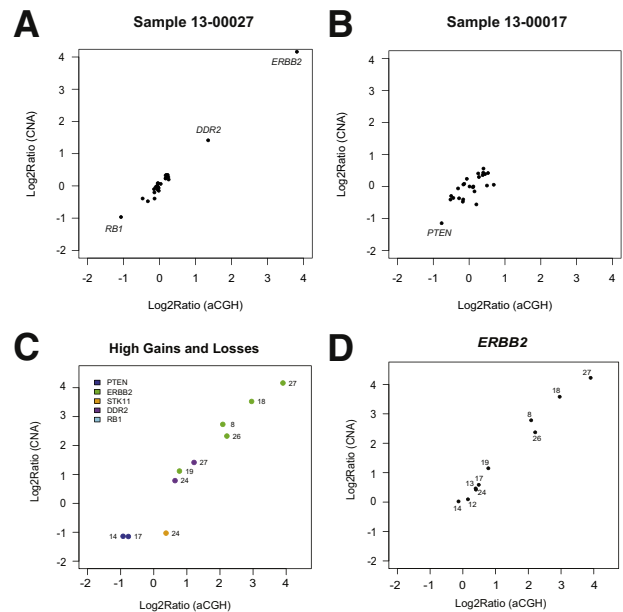 A
Sample 13-00027
Log2Ratio (CNA)
4
3
2
1
0
-1
-2
ERBB2
DDR2
RB1
-2 -1 0 1 2 3 4
Log2Ratio (aCGH)
B
Sample 13-00017
Log2Ratio (CNA)
4
3
2
1
0
-1
-2
PTEN
-2 -1 0 1 2 3 4
Log2Ratio (aCGH)
C
High Gains and Losses
Log2Ratio (CNA)
4
3
2
1
0
-1
-2
PTEN
ERBB2
STK11
DDR2
RB1
27
18
8
26
27
19
24
14 17 24
-2 -1 0 1 2 3 4
Log2Ratio (aCGH)
D
ERBB2
Log2Ratio (CNA)
4
3
2
1
0
-1
-2
27
18
8
26
19
17
13
24
14 12
-2 -1 0 1 2 3 4
Log2Ratio (aCGH)